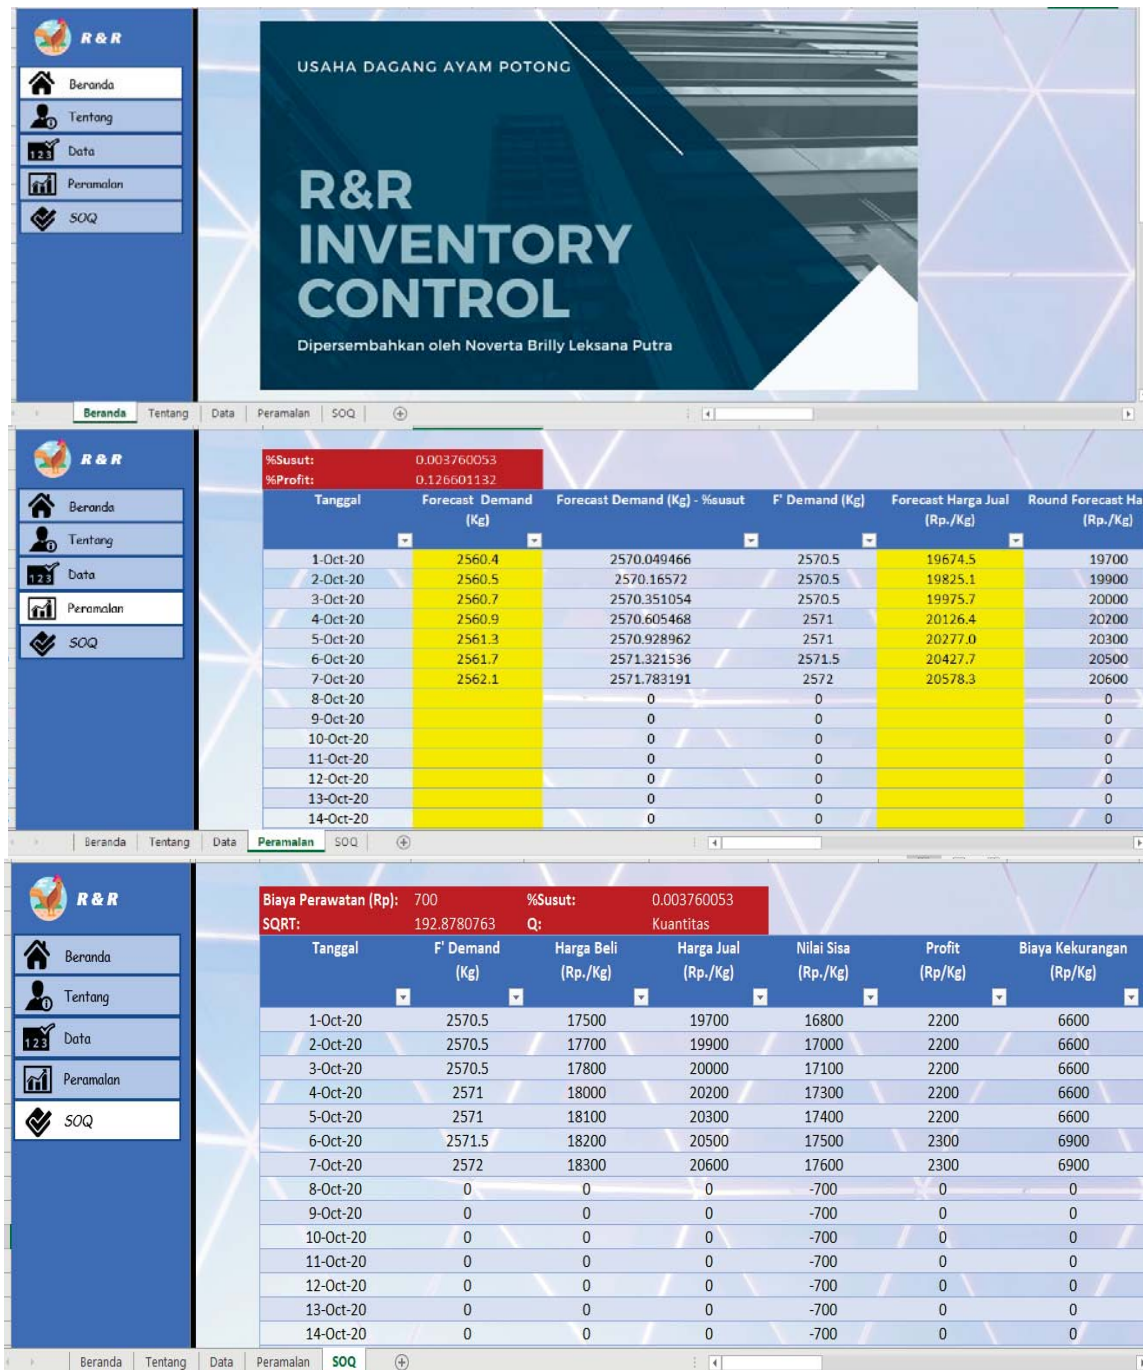 R & R
Beranda
Tentang
123
Data
Peramalan
SOQ
USAHA DAGANG AYAM POTONG
R&R
INVENTORY
CONTROL
Dipersembahkan oleh Noverta Brilly Leksana Putra
Beranda Tentang Data Peramalan SOQ
R & R
Beranda
Tentang
123
Data
Peramalan
SOQ
%Susut: 0.003760053
%Profit: 0.126601132
Tanggal Forecast Demand (Kg) Forecast Demand (Kg) - %susut F' Demand (Kg) Forecast Harga Jual (Rp./Kg) Round Forecast Ha (Rp./Kg)
1-Oct-20 2560.4 2570.049466 2570.5 19674.5 19700
2-Oct-20 2560.5 2570.16572 2570.5 19825.1 19900
3-Oct-20 2560.7 2570.351054 2570.5 19975.7 20000
4-Oct-20 2560.9 2570.605468 2571 20126.4 20200
5-Oct-20 2561.3 2570.928962 2571 20277.0 20300
6-Oct-20 2561.7 2571.321536 2571.5 20427.7 20500
7-Oct-20 2562.1 2571.783191 2572 20578.3 20600
8-Oct-20 0 0 0
9-Oct-20 0 0 0
10-Oct-20 0 0 0
11-Oct-20 0 0 0
12-Oct-20 0 0 0
13-Oct-20 0 0 0
14-Oct-20 0 0 0
Beranda Tentang Data Peramalan SOQ
R & R
Beranda
Tentang
123
Data
Peramalan
SOQ
Biaya Perawatan (Rp): 700 %Susut: 0.003760053
SQRT: 192.8780763 Q: Kuantitas
Tanggal F' Demand (Kg) Harga Beli (Rp./Kg) Harga Jual (Rp./Kg) Nilai Sisa (Rp./Kg) Profit (Rp/Kg) Biaya Kekurangan (Rp/Kg)
1-Oct-20 2570.5 17500 19700 16800 2200 6600
2-Oct-20 2570.5 17700 19900 17000 2200 6600
3-Oct-20 2570.5 17800 20000 17100 2200 6600
4-Oct-20 2571 18000 20200 17300 2200 6600
5-Oct-20 2571 18100 20300 17400 2200 6600
6-Oct-20 2571.5 18200 20500 17500 2300 6900
7-Oct-20 2572 18300 20600 17600 2300 6900
8-Oct-20 0 0 0 -700 0 0
9-Oct-20 0 0 0 -700 0 0
10-Oct-20 0 0 0 -700 0 0
11-Oct-20 0 0 0 -700 0 0
12-Oct-20 0 0 0 -700 0 0
13-Oct-20 0 0 0 -700 0 0
14-Oct-20 0 0 0 -700 0 0
Beranda Tentang Data Peramalan SOQ